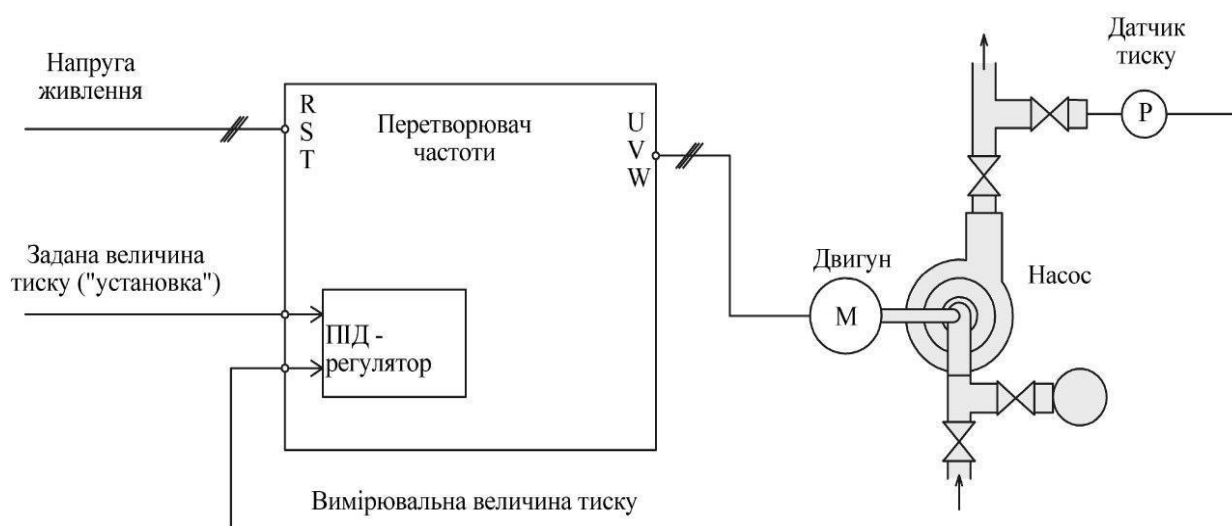 Напруга
живлення
R
S
T
Перетворювач
частоти
U
V
W
Датчик
тиску
P
Задана величина
тиску ("установка")
ПІД -
регулятор
Двигун
M
Насос
Вимірювальна величина тиску